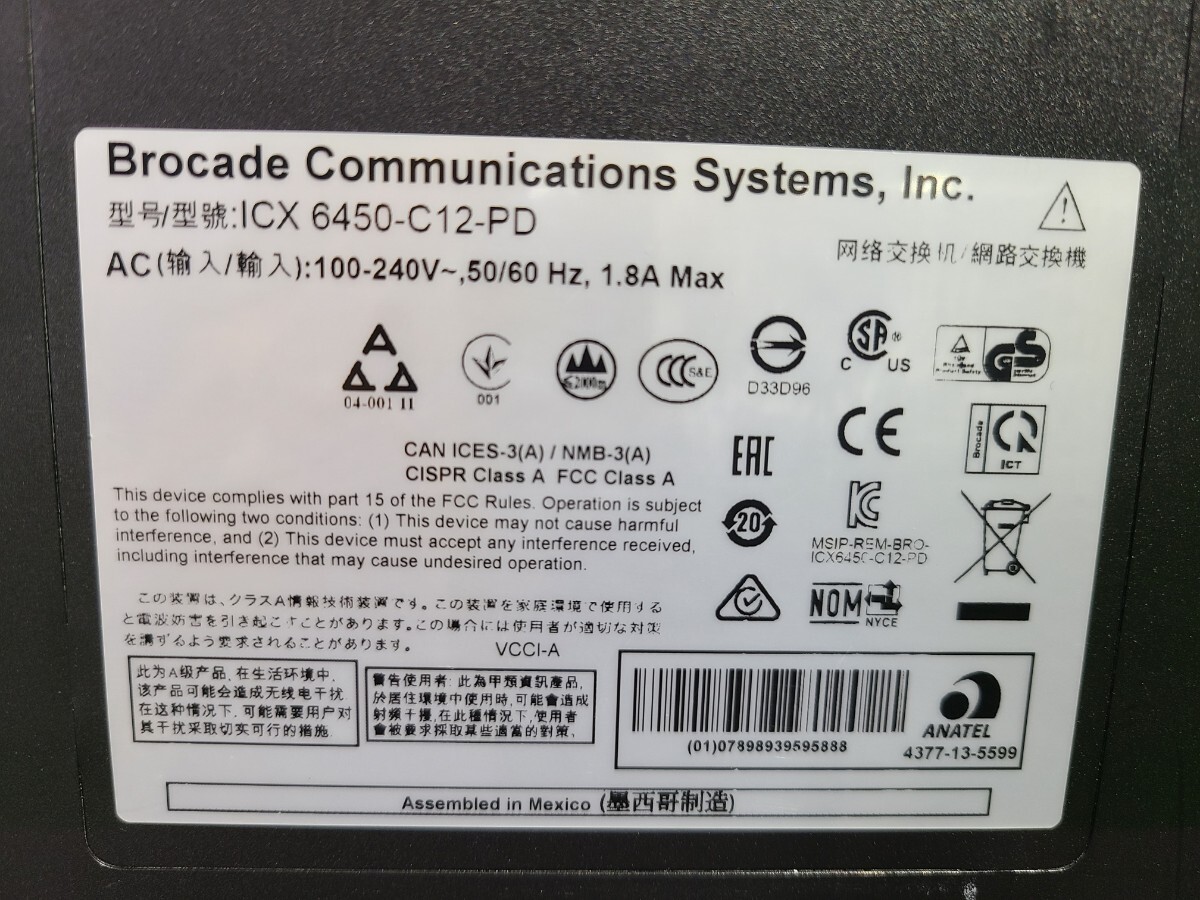 Brocade Communications Systems, Inc.
型号/型號:ICX 6450-C12-PD
AC(输入/輸入):100-240V~,50/60 Hz, 1.8A Max
网络交换机/網路交換機
04-001 II
001
≤2000m
CCC S&E
D33D96
C SA ® US
TÜV
GS
CAN ICES-3(A) / NMB-3(A)
CISPR Class A FCC Class A
EAC
CE
Brocade
ICT
This device complies with part 15 of the FCC Rules. Operation is subject
to the following two conditions: (1) This device may not cause harmful
interference, and (2) This device must accept any interference received,
including interference that may cause undesired operation.
20
MSIP-REM-BRO-
ICX6450-C12-PD
NOM
NYCE
この装置は、クラスA情報技術装置です。この装置を家庭環境で使用する
と電波妨害を引き起こすことがあります。この場合には使用者が適切な対策
を講ずるよう要求されることがあります。
VCCI-A
此为A级产品,在生活环境中,
该产品可能会造成无线电干扰
在这种情况下,可能需要用户对
其干扰采取切实可行的措施.
警告使用者: 此為甲類資訊產品,
於居住環境中使用時,可能會造成
射頻干擾,在此種情況下,使用者
會被要求採取某些適當的對策、
(01)07898939595888
ANATEL
4377-13-5599
Assembled in Mexico (墨西哥制造)